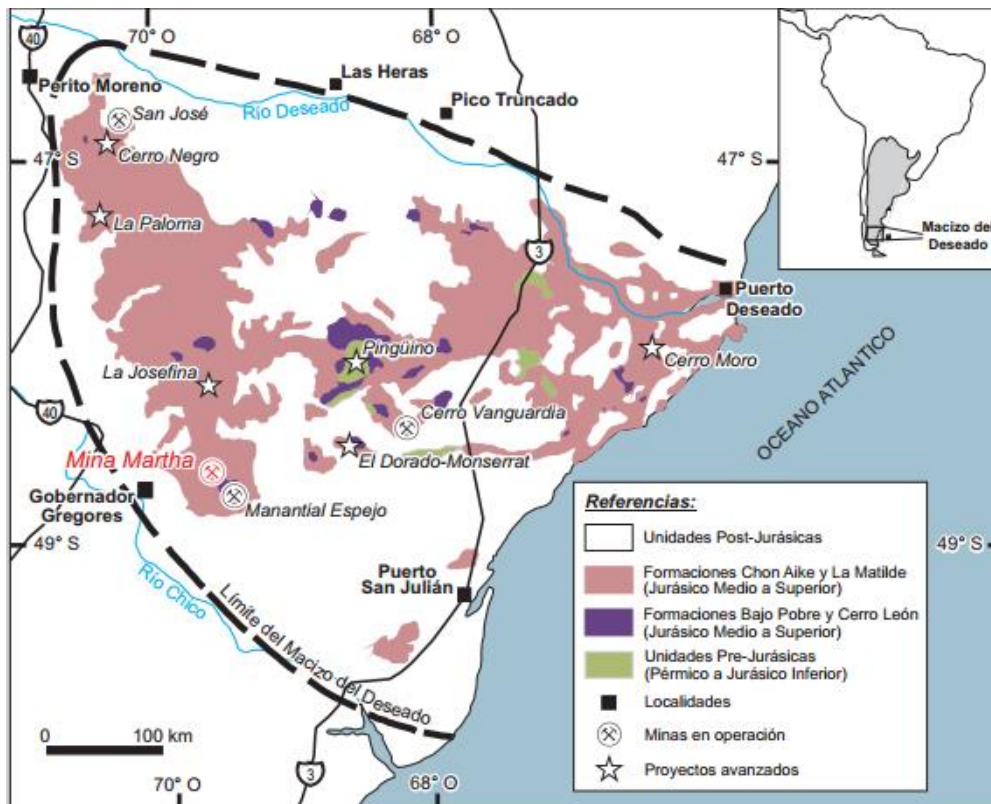 70° O
68° O
40
Perito Moreno
Las Heras
Pico Truncado
Río Deseado
San José
Cerro Negro
47° S
47° S
La Paloma
Macizo del
Deseado
3
Puerto
Deseado
Pingüino
Cerro Moro
La Josefina
Cerro Vanguardia
40
OCEANO ATLANTICO
El Dorado-Monserrat
Mina Martha
Gobernador
Gregores
Manantial Espejo
49° S
49° S
Río Chico
Puerto
San Julián
Límite del Macizo del Deseado
0 100 km
3
70° O
68° O
Referencias:
Unidades Post-Jurásicas
Formaciones Chon Aike y La Matilde
(Jurásico Medio a Superior)
Formaciones Bajo Pobre y Cerro León
(Jurásico Medio a Superior)
Unidades Pre-Jurásicas
(Pérmico a Jurásico Inferior)
Localidades
Minas en operación
Proyectos avanzados